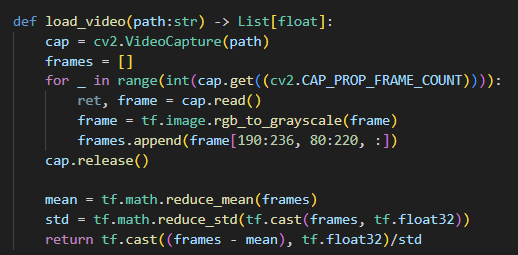 def load_video(path:str) -> List[float]:
    cap = cv2.VideoCapture(path)
    frames = []
    for _ in range(int(cap.get((cv2.CAP_PROP_FRAME_COUNT)))):
        ret, frame = cap.read()
        frame = tf.image.rgb_to_grayscale(frame)
        frames.append(frame[190:236, 80:220, :])
    cap.release()

    mean = tf.math.reduce_mean(frames)
    std = tf.math.reduce_std(tf.cast(frames, tf.float32))
    return tf.cast((frames - mean), tf.float32)/std